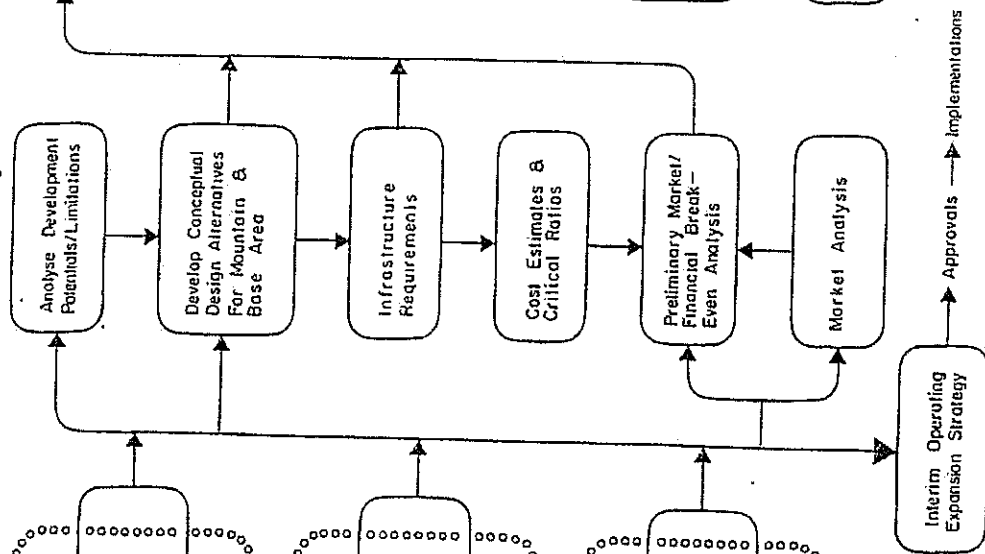 Analyse Development
Potentials/Limitations
Develop Conceptual
Design Alternatives
For Mountain &
Base Area
Infrastructure
Requirements
Cost Estimates &
Critical Ratios
Preliminary Market/
Financial Break-
Even Analysis
Market Analysis
Interim Operating
Expansion Strategy
Approvals
Implementations